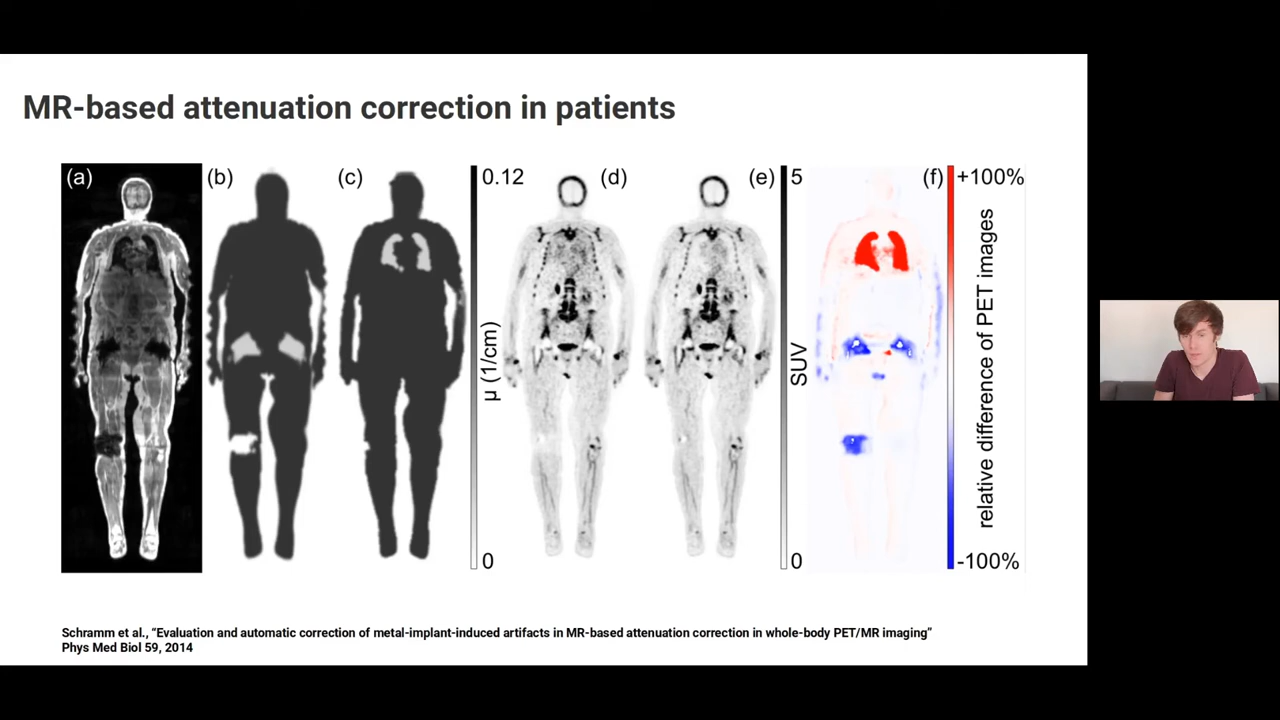 MR-based attenuation correction in patients
(a)
(b)
(c)
0.12
μ (1/cm)
0
(d)
(e)
5
SUV
0
(f)
+100%
relative difference of PET images
-100%
Schramm et al., “Evaluation and automatic correction of metal-implant-induced artifacts in MR-based attenuation correction in whole-body PET/MR imaging”
Phys Med Biol 59, 2014